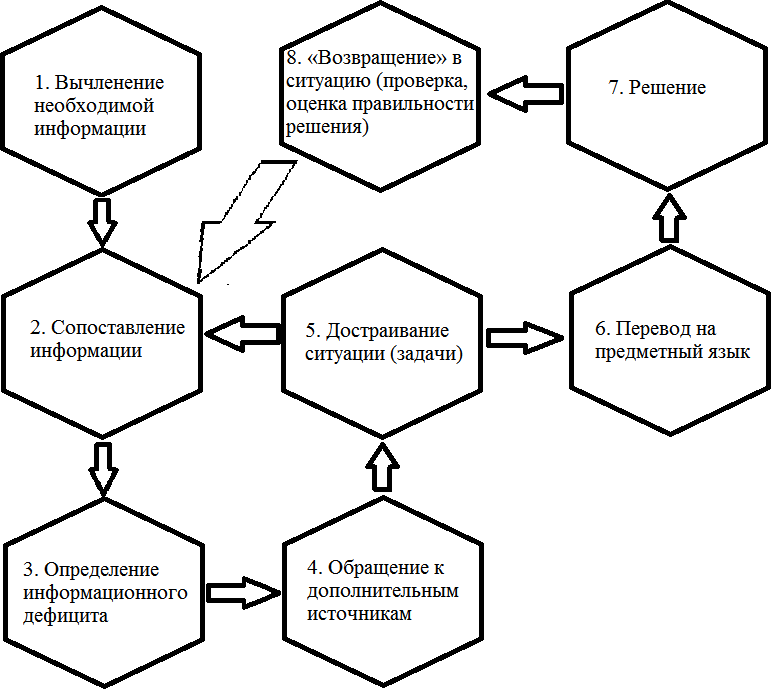 1. Вычленение
необходимой
информации
2. Сопоставление
информации
3. Определение
информационного
дефицита
4. Обращение к
дополнительным
источникам
5. Достраивание
ситуации (задачи)
6. Перевод на
предметный язык
7. Решение
8. «Возвращение» в
ситуацию (проверка,
оценка правильности
решения)